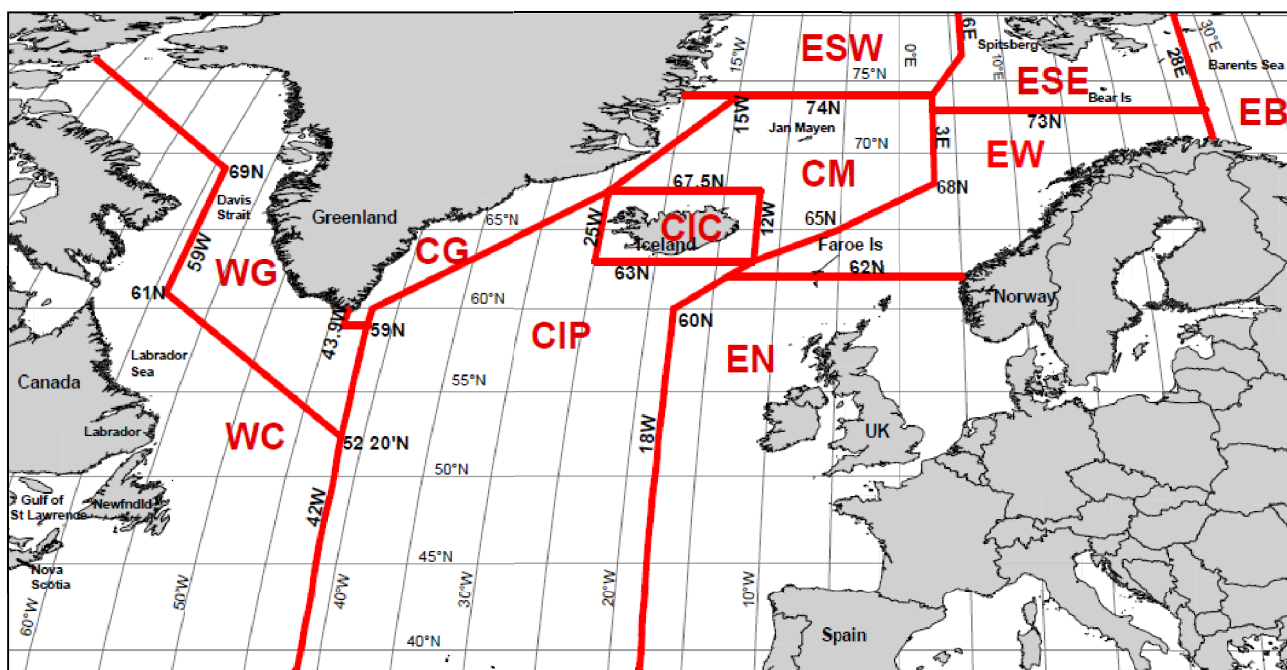 ESW
6E
Spitsberg
30°E
15°W
0°E
75°N
10°E
ESE
28E
Barents Sea
Bear Is
EB
74N
15W
Jan Mayen
3E
73N
70°N
EW
69N
67.5N
CM
68N
Davis
Strait
Greenland
65°N
25W
CIC
Iceland
12W
65N
Faroe Is
59W
WG
CG
63N
62N
61N
60°N
Norway
43.9W
59N
CIP
60N
EN
Labrador
Sea
Canada
55°N
WC
Labrador
52 20'N
18W
UK
50°N
Gulf of
St Lawrence
Newfndld
42W
45°N
Nova
Scotia
60°W
50°W
40°W
30°W
20°W
10°W
40°N
Spain